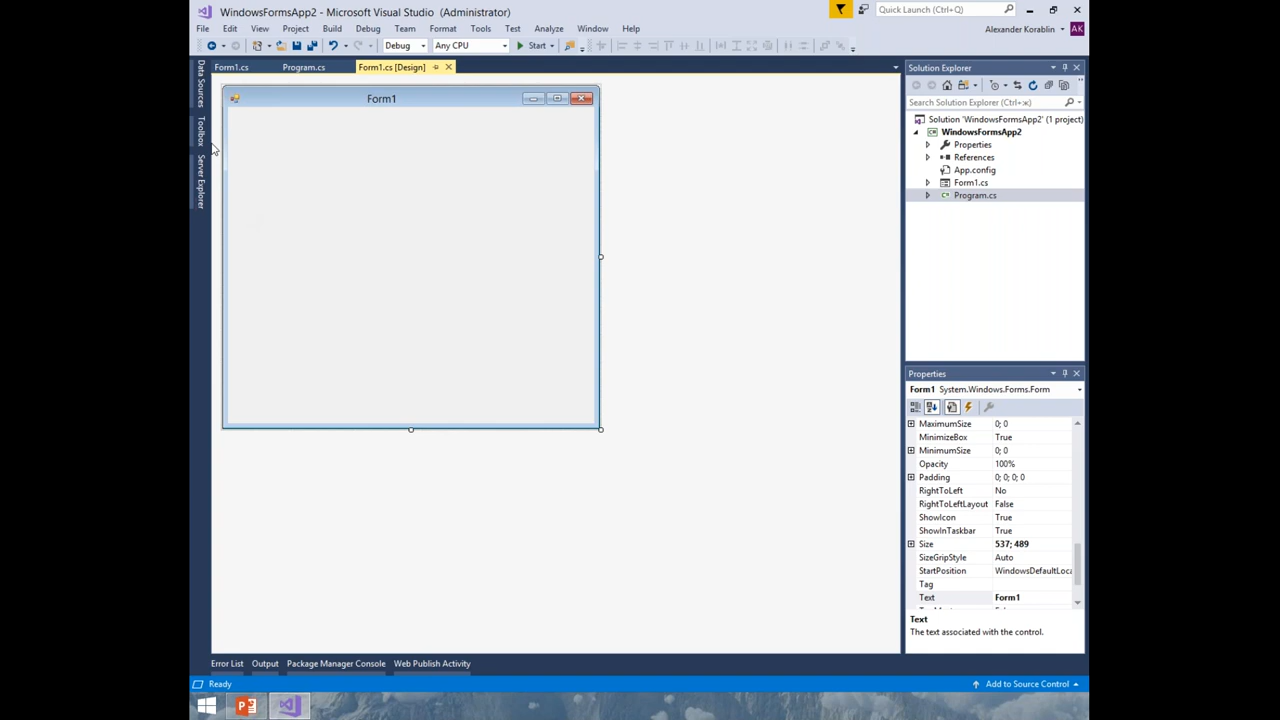 WindowsFormsApp2 - Microsoft Visual Studio (Administrator)
Quick Launch (Ctrl+Q)
File Edit View Project Build Debug Team Format Tools Test Analyze Window Help
Alexander Korablin AK
Debug Any CPU Start
Form1.cs Program.cs Form1.cs [Design]
Data Sources
Toolbox
Server Explorer
Form1
Solution Explorer
Search Solution Explorer (Ctrl+ж)
Solution 'WindowsFormsApp2' (1 project)
WindowsFormsApp2
Properties
References
App.config
Form1.cs
Program.cs
Properties
Form1 System.Windows.Forms.Form
MaximumSize 0; 0
MinimizeBox True
MinimumSize 0; 0
Opacity 100%
Padding 0; 0; 0; 0
RightToLeft No
RightToLeftLayout False
ShowIcon True
ShowInTaskbar True
Size 537; 489
SizeGripStyle Auto
StartPosition WindowsDefaultLoca
Tag
Text Form1
Text
The text associated with the control.
Error List Output Package Manager Console Web Publish Activity
Ready
Add to Source Control